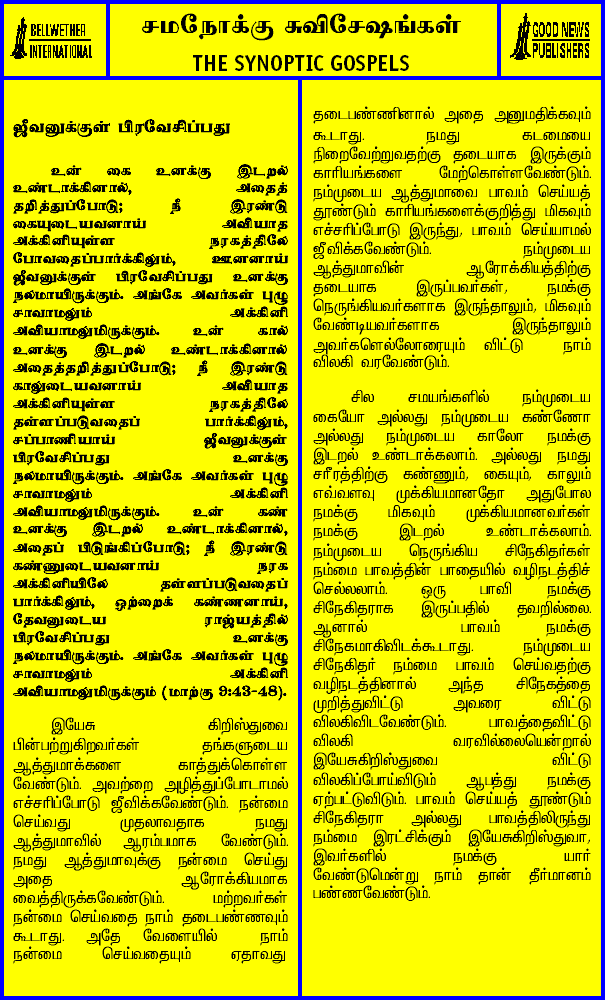 BELLWETHER
INTERNATIONAL
சமநோக்கு சுவிசேஷங்கள்
THE SYNOPTIC GOSPELS
GOOD NEWS
PUBLISHERS
ஜீவனுக்குள் பிரவேசிப்பது
உன் கை உனக்கு இடறல்
உண்டாக்கினால், அதைத்
தறித்துப்போடு; நீ இரண்டு
கையுடையவனாய் அவியாத
அக்கினியுள்ள நரகத்திலே
போவதைப்பார்க்கிலும், ஊனனாய்
ஜீவனுக்குள் பிரவேசிப்பது உனக்கு
நலமாயிருக்கும். அங்கே அவர்கள் புழு
சாவாமலும் அக்கினி
அவியாமலுமிருக்கும். உன் கால்
உனக்கு இடறல் உண்டாக்கினால்
அதைத்தறித்துப்போடு; நீ இரண்டு
காலுடையவனாய் அவியாத
அக்கினியுள்ள நரகத்திலே
தள்ளப்படுவதைப் பார்க்கிலும்,
சப்பாணியாய் ஜீவனுக்குள்
பிரவேசிப்பது உனக்கு
நலமாயிருக்கும். அங்கே அவர்கள் புழு
சாவாமலும் அக்கினி
அவியாமலுமிருக்கும். உன் கண்
உனக்கு இடறல் உண்டாக்கினால்,
அதைப் பிடுங்கிப்போடு; நீ இரண்டு
கண்ணுடையவனாய் நரக
அக்கினியிலே தள்ளப்படுவதைப்
பார்க்கிலும், ஒற்றைக் கண்ணனாய்,
தேவனுடைய ராஜ்யத்தில்
பிரவேசிப்பது உனக்கு
நலமாயிருக்கும். அங்கே அவர்கள் புழு
சாவாமலும் அக்கினி
அவியாமலுமிருக்கும் (மாற்கு 9:43-48).
இயேசு கிறிஸ்துவை
பின்பற்றுகிறவர்கள் தங்களுடைய
ஆத்துமாக்களை காத்துக்கொள்ள
வேண்டும். அவற்றை அழித்துப்போடாமல்
எச்சரிப்போடு ஜீவிக்கவேண்டும். நன்மை
செய்வது முதலாவதாக நமது
ஆத்துமாவில் ஆரம்பமாக வேண்டும்.
நமது ஆத்துமாவுக்கு நன்மை செய்து
அதை ஆரோக்கியமாக
வைத்திருக்கவேண்டும். மற்றவர்கள்
நன்மை செய்வதை நாம் தடைபண்ணவும்
கூடாது. அதே வேளையில் நாம்
நன்மை செய்வதையும் ஏதாவது
தடைபண்ணினால் அதை அனுமதிக்கவும்
கூடாது. நமது கடமையை
நிறைவேற்றுவதற்கு தடையாக இருக்கும்
காரியங்களை மேற்கொள்ளவேண்டும்.
நம்முடைய ஆத்துமாவை பாவம் செய்யத்
தூண்டும் காரியங்களைக்குறித்து மிகவும்
எச்சரிப்போடு இருந்து, பாவம் செய்யாமல்
ஜீவிக்கவேண்டும். நம்முடைய
ஆத்துமாவின் ஆரோக்கியத்திற்கு
தடையாக இருப்பவர்கள், நமக்கு
நெருங்கியவர்களாக இருந்தாலும், மிகவும்
வேண்டியவர்களாக இருந்தாலும்
அவர்களெல்லோரையும் விட்டு நாம்
விலகி வரவேண்டும்.
சில சமயங்களில் நம்முடைய
கையோ அல்லது நம்முடைய கண்ணோ
அல்லது நம்முடைய காலோ நமக்கு
இடறல் உண்டாக்கலாம். அல்லது நமது
சரீரத்திற்கு கண்ணும், கையும், காலும்
எவ்வளவு முக்கியமானதோ அதுபோல
நமக்கு மிகவும் முக்கியமானவர்கள்
நமக்கு இடறல் உண்டாக்கலாம்.
நம்முடைய நெருங்கிய சிநேகிதர்கள்
நம்மை பாவத்தின் பாதையில் வழிநடத்திச்
செல்லலாம். ஒரு பாவி நமக்கு
சிநேகிதராக இருப்பதில் தவறில்லை.
ஆனால் பாவம் நமக்கு
சிநேகமாகிவிடக்கூடாது. நம்முடைய
சிநேகிதர் நம்மை பாவம் செய்வதற்கு
வழிநடத்தினால் அந்த சிநேகத்தை
முறித்துவிட்டு அவரை விட்டு
விலகிவிடவேண்டும். பாவத்தைவிட்டு
விலகி வரவில்லையென்றால்
இயேசுகிறிஸ்துவை விட்டு
விலகிப்போய்விடும் ஆபத்து நமக்கு
ஏற்பட்டுவிடும். பாவம் செய்யத் தூண்டும்
சிநேகிதரா அல்லது பாவத்திலிருந்து
நம்மை இரட்சிக்கும் இயேசுகிறிஸ்துவா,
இவர்களில் நமக்கு யார்
வேண்டுமென்று நாம் தான் தீர்மானம்
பண்ணவேண்டும்.